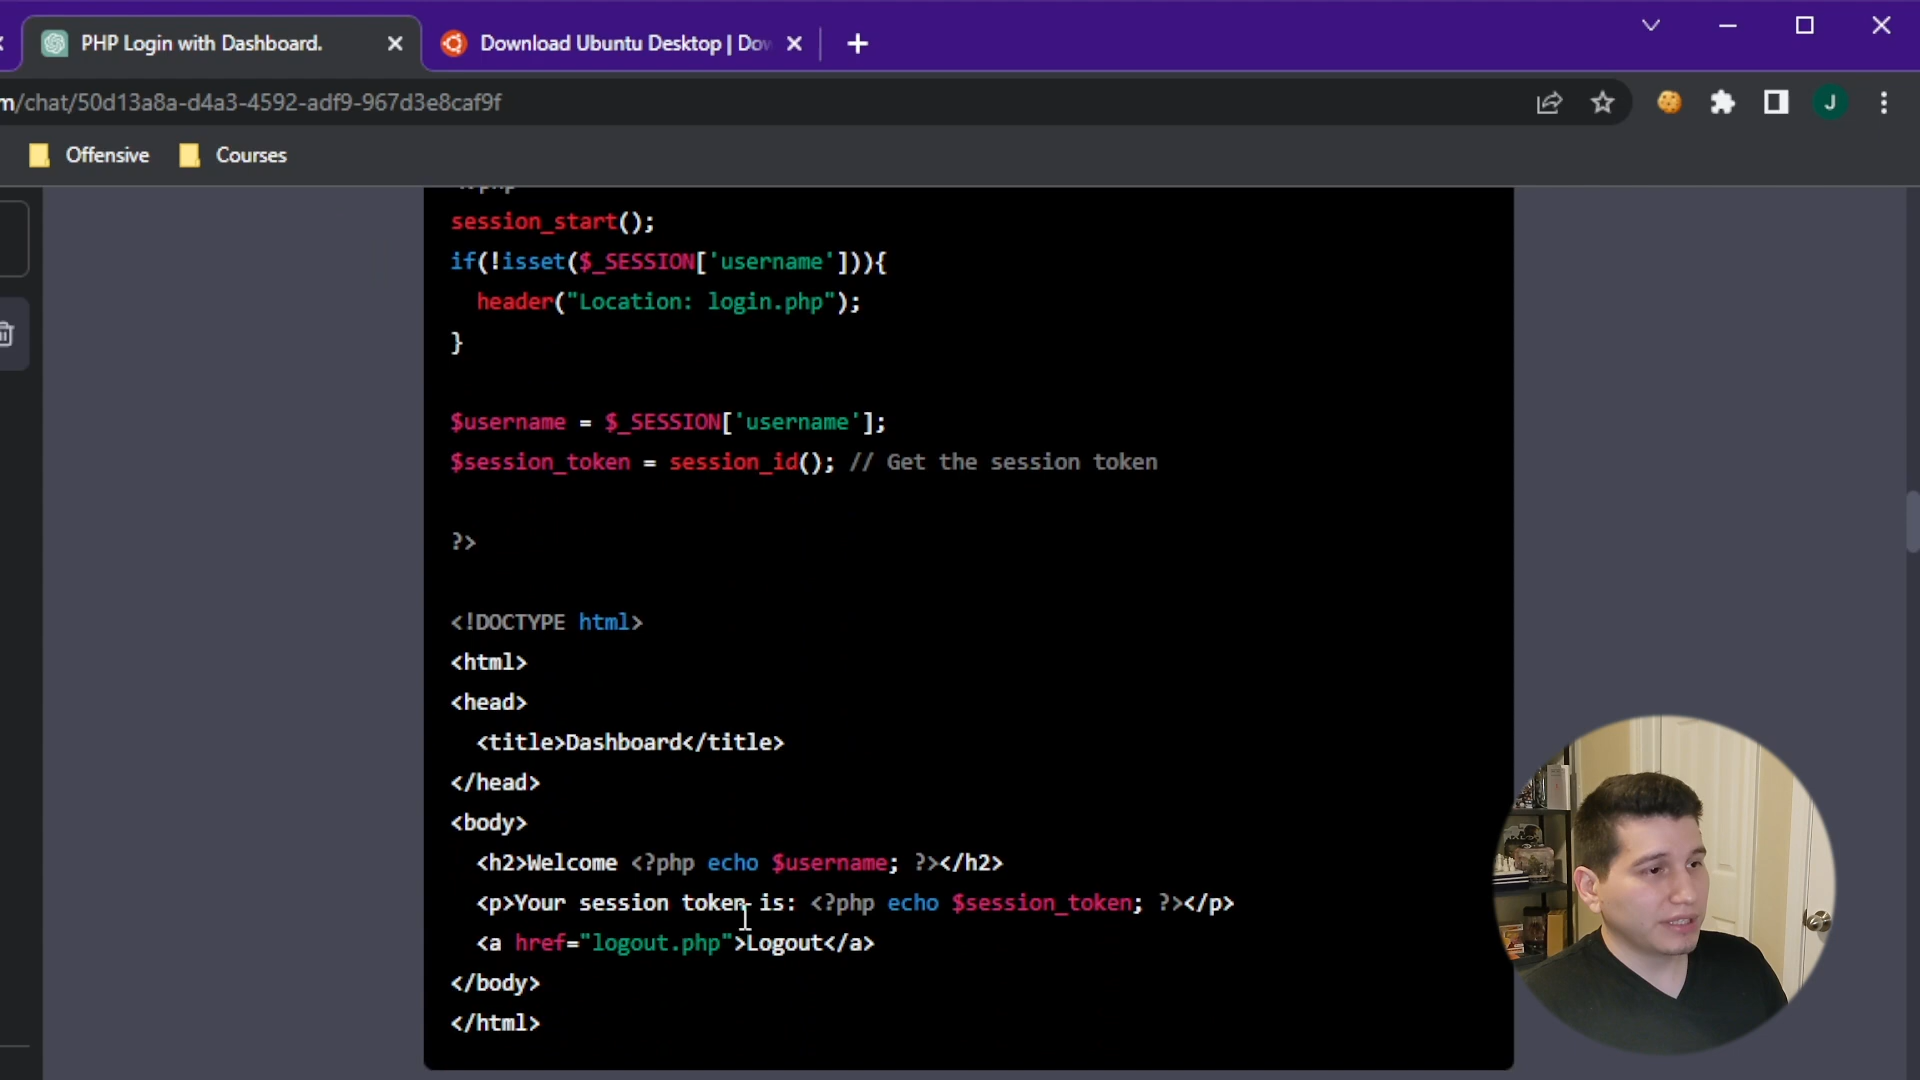 PHP Login with Dashboard.
Download Ubuntu Desktop | Dow
m/chat/50d13a8a-d4a3-4592-adf9-967d3e8caf9f
J
Offensive
Courses
<?php
session_start();
if(!isset($_SESSION['username'])){
header("Location: login.php");
}
$username = $_SESSION['username'];
$session_token = session_id(); // Get the session token
?>
<!DOCTYPE html>
<html>
<head>
<title>Dashboard</title>
</head>
<body>
<h2>Welcome <?php echo $username; ?></h2>
<p>Your session token is: <?php echo $session_token; ?></p>
<a href="logout.php">Logout</a>
</body>
</html>